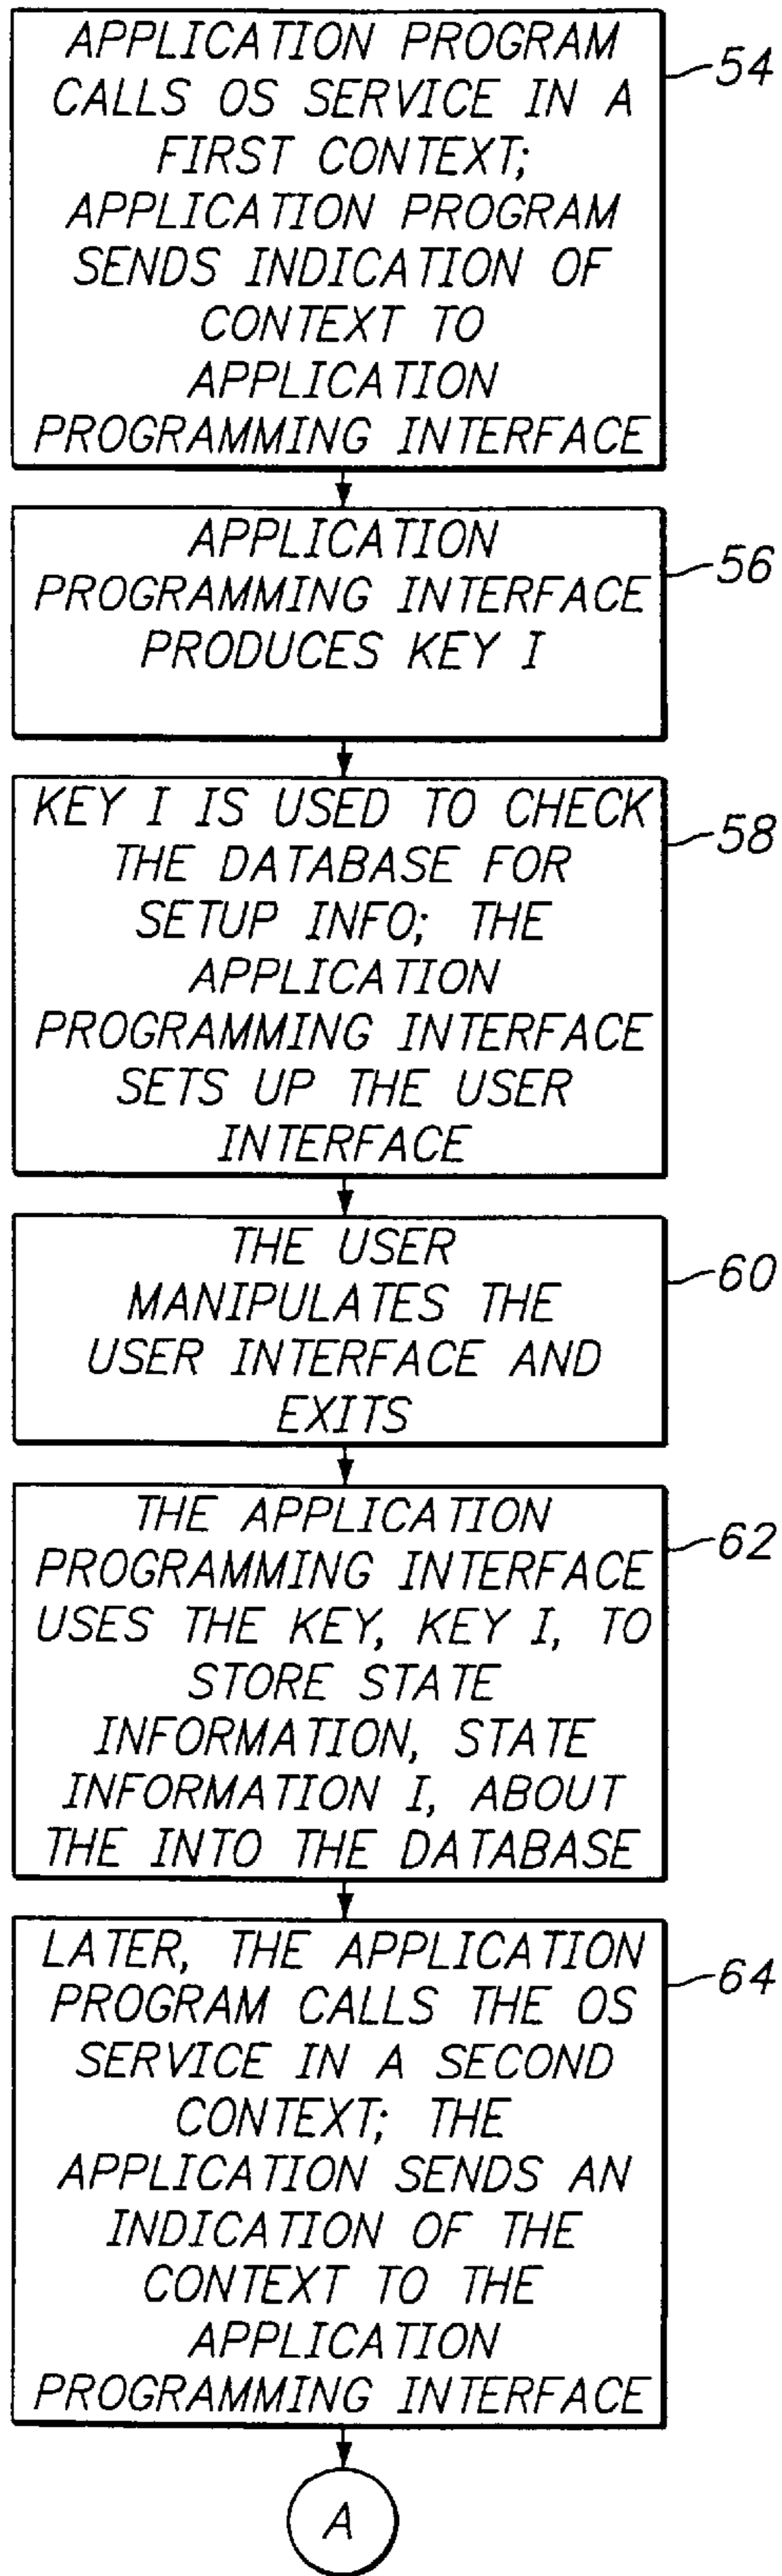 APPLICATION PROGRAM
CALLS OS SERVICE IN A
FIRST CONTEXT;
APPLICATION PROGRAM
SENDS INDICATION OF
CONTEXT TO
APPLICATION
PROGRAMMING INTERFACE
54
APPLICATION
PROGRAMMING INTERFACE
PRODUCES KEY I
56
KEY I IS USED TO CHECK
THE DATABASE FOR
SETUP INFO; THE
APPLICATION
PROGRAMMING INTERFACE
SETS UP THE USER
INTERFACE
58
THE USER
MANIPULATES THE
USER INTERFACE AND
EXITS
60
THE APPLICATION
PROGRAMMING INTERFACE
USES THE KEY, KEY I, TO
STORE STATE
INFORMATION, STATE
INFORMATION I, ABOUT
THE INTO THE DATABASE
62
LATER, THE APPLICATION
PROGRAM CALLS THE OS
SERVICE IN A SECOND
CONTEXT; THE
APPLICATION SENDS AN
INDICATION OF THE
CONTEXT TO THE
APPLICATION
PROGRAMMING INTERFACE
64
A